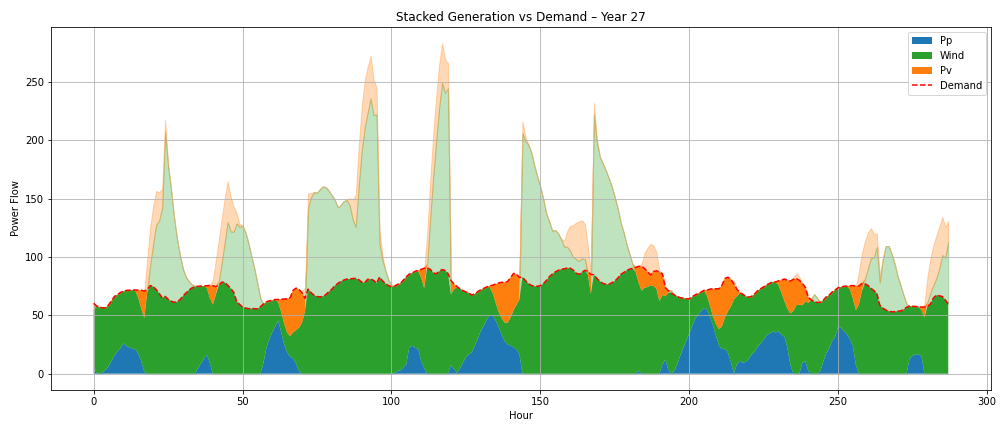 Stacked Generation vs Demand – Year 27
Pp
Wind
Pv
Demand
Power Flow
250
200
150
100
50
0
0
50
100
150
200
250
300
Hour